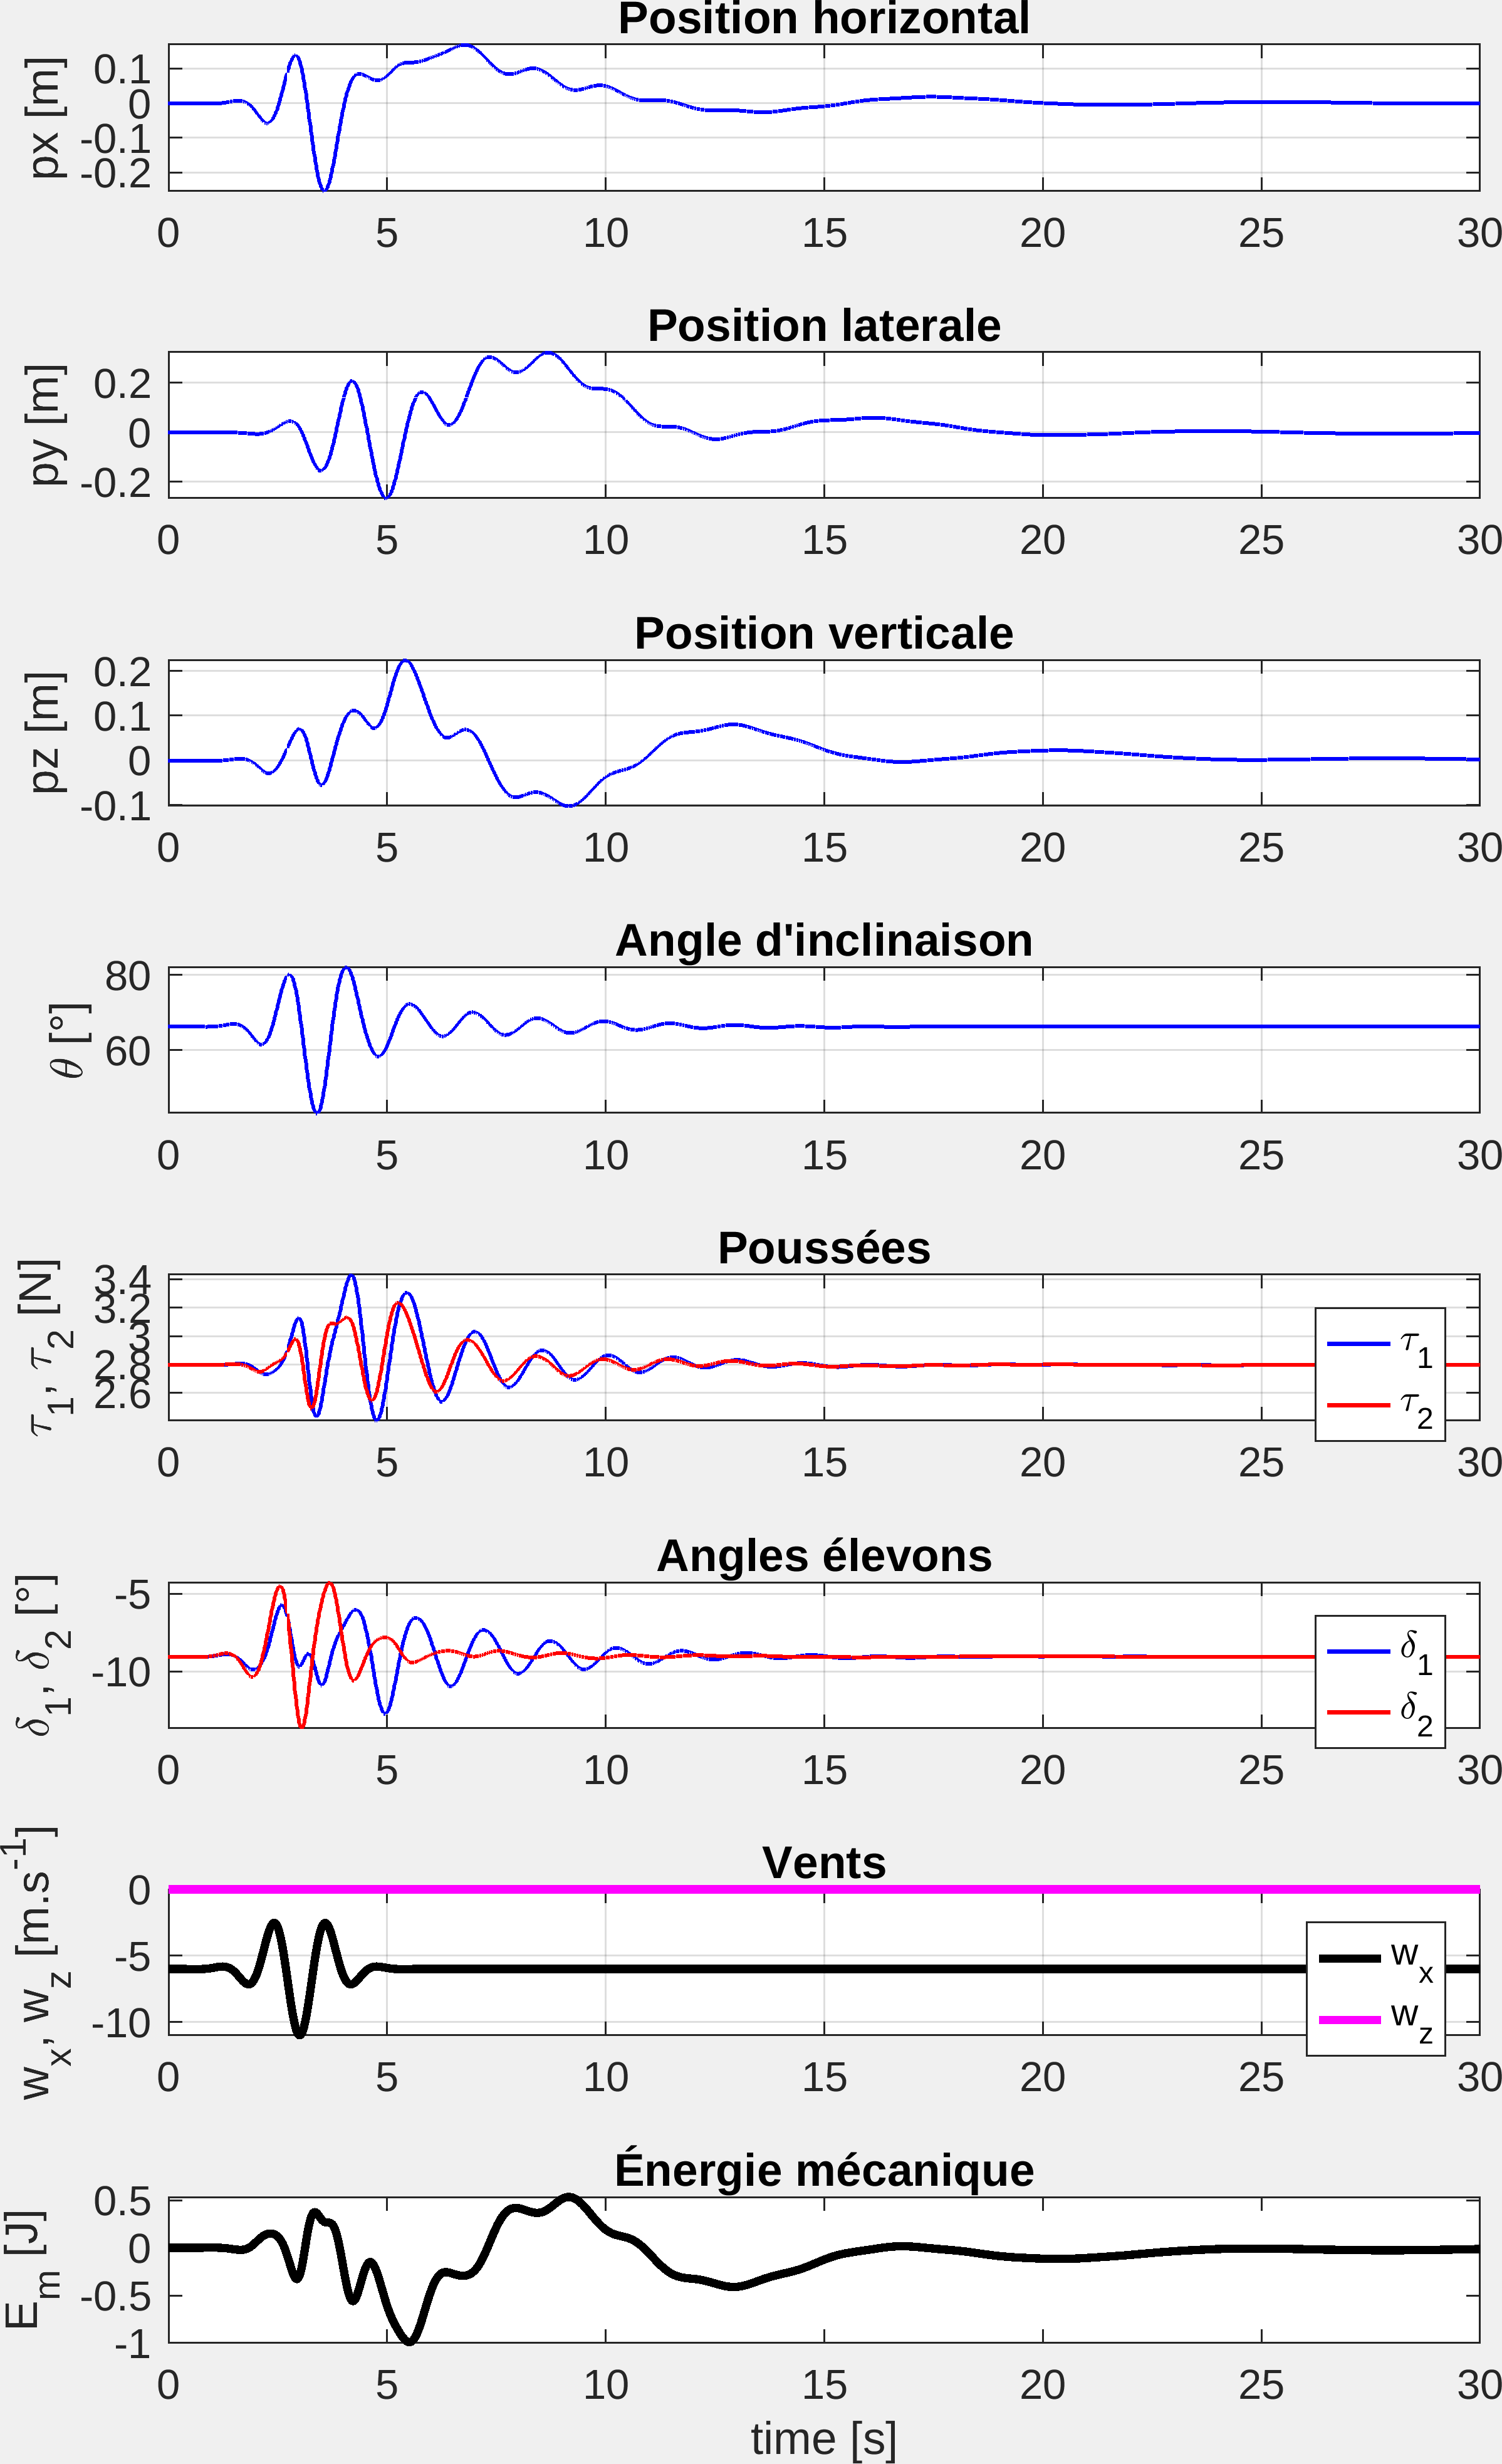 Position horizontal
px [m]
0.1
0
-0.1
-0.2
0 5 10 15 20 25 30
Position laterale
py [m]
0.2
0
-0.2
0 5 10 15 20 25 30
Position verticale
pz [m]
0.2
0.1
0
-0.1
0 5 10 15 20 25 30
Angle d'inclinaison
θ [°]
80
60
0 5 10 15 20 25 30
Poussées
τ1, τ2 [N]
3.4
3.2
3
2.8
2.6
τ1
τ2
0 5 10 15 20 25 30
Angles élevons
δ1, δ2 [°]
-5
-10
δ1
δ2
0 5 10 15 20 25 30
Vents
wx, wz [m.s-1]
0
-5
-10
wx
wz
0 5 10 15 20 25 30
Énergie mécanique
Em [J]
0.5
0
-0.5
-1
0 5 10 15 20 25 30
time [s]